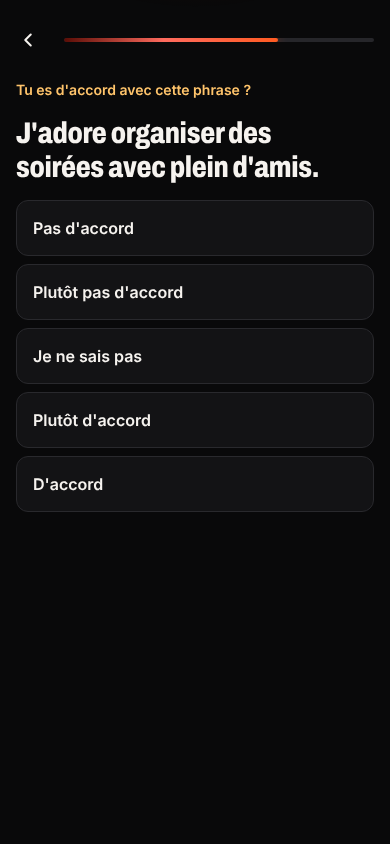 Tu es d'accord avec cette phrase ?
J'adore organiser des
soirées avec plein d'amis.
Pas d'accord
Plutôt pas d'accord
Je ne sais pas
Plutôt d'accord
D'accord